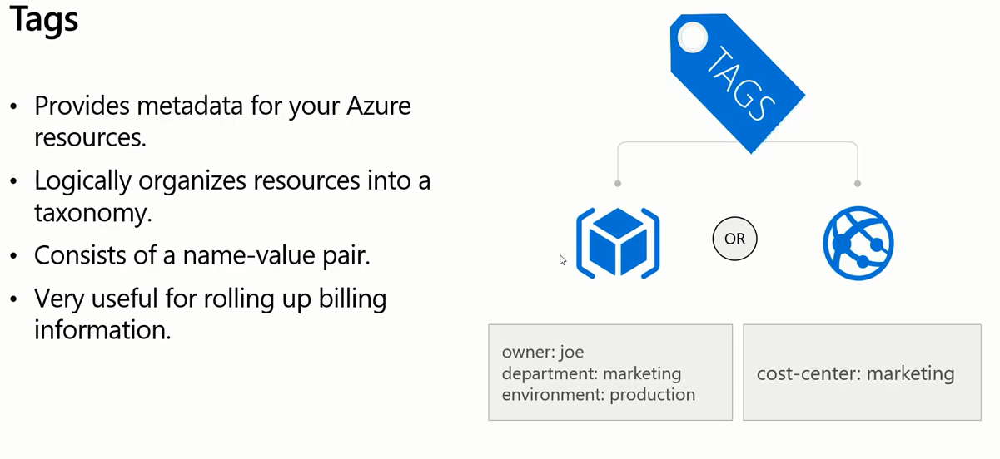 Tags
• Provides metadata for your Azure
resources.
• Logically organizes resources into a
taxonomy.
• Consists of a name-value pair.
• Very useful for rolling up billing
information.
TAGS
OR
owner: joe
department: marketing
environment: production
cost-center: marketing